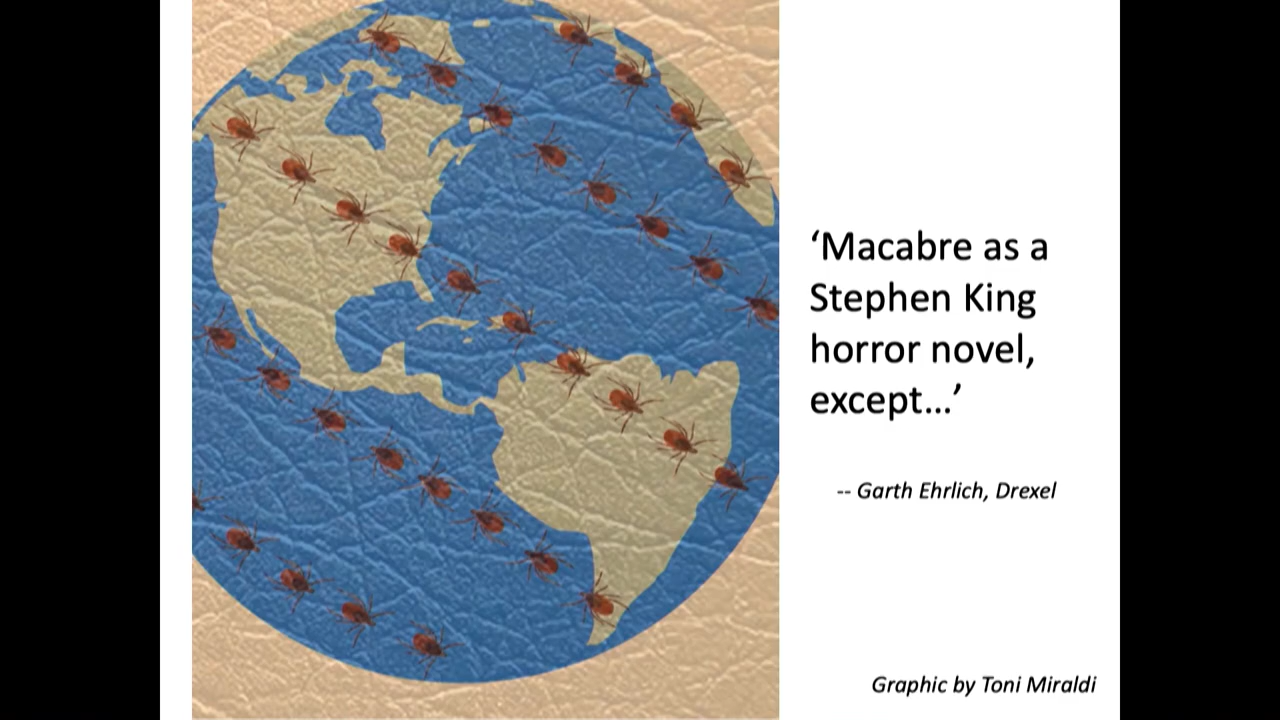 ‘Macabre as a
Stephen King
horror novel,
except…’
-- Garth Ehrlich, Drexel
Graphic by Toni Miraldi